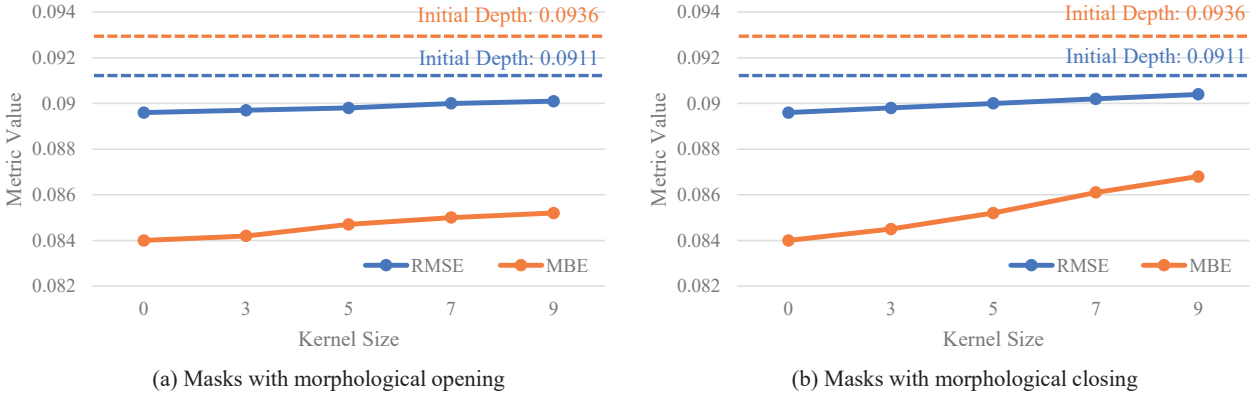 0.094
Initial Depth: 0.0936
0.092
Initial Depth: 0.0911
0.09
0.088
0.086
0.084
0.082
Metric Value
RMSE
MBE
0
3
5
7
9
Kernel Size
(a) Masks with morphological opening
0.094
Initial Depth: 0.0936
0.092
Initial Depth: 0.0911
0.09
0.088
0.086
0.084
0.082
Metric Value
RMSE
MBE
0
3
5
7
9
Kernel Size
(b) Masks with morphological closing